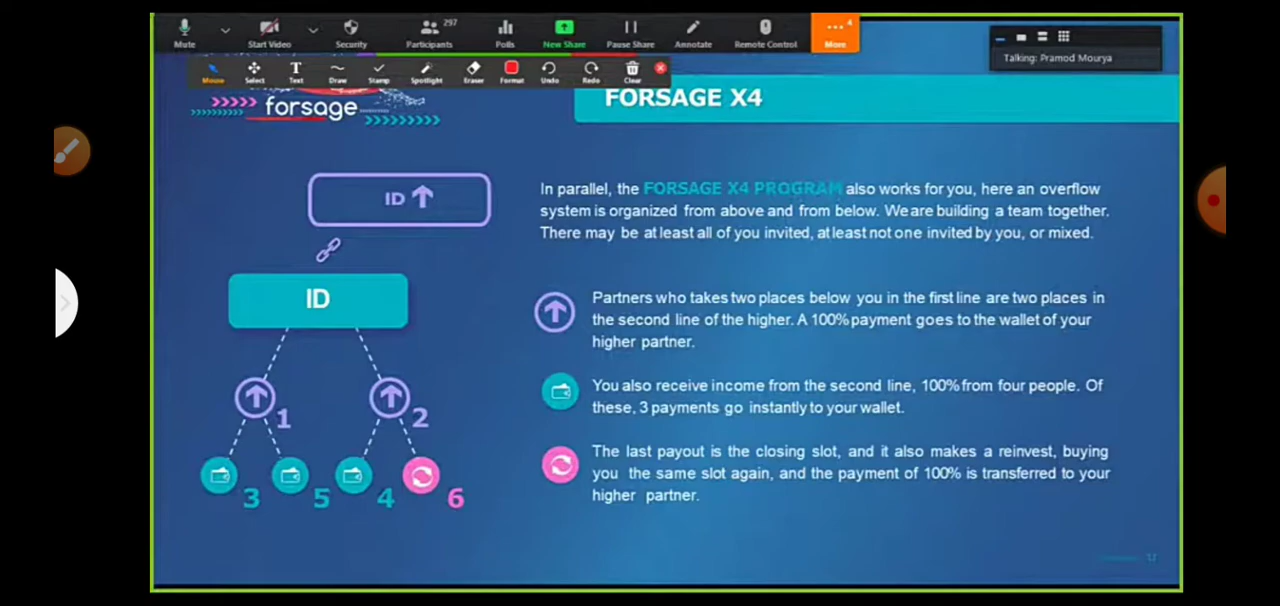 297
4
Mute
Start Video
Security
Participants
Polls
New Share
Pause Share
Annotate
Remote Control
More
Talking: Pramod Mourya
Mouse
Select
Text
Draw
Stamp
Spotlight
Eraser
Format
Undo
Redo
Clear
forsage
FORSAGE X4
ID
In parallel, the FORSAGE X4 PROGRAM also works for you, here an overflow
system is organized from above and from below. We are building a team together.
There may be at least all of you invited, at least not one invited by you, or mixed.
ID
Partners who takes two places below you in the first line are two places in
the second line of the higher. A 100% payment goes to the wallet of your
higher partner.
You also receive income from the second line, 100% from four people. Of
these, 3 payments go instantly to your wallet.
The last payout is the closing slot, and it also makes a reinvest, buying
you the same slot again, and the payment of 100% is transferred to your
higher partner.
1
2
3
5
4
6